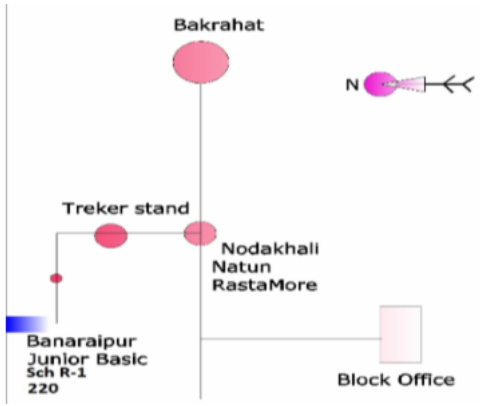 Bakrahat
N
Treker stand
Nodakhali
Natun
RastaMore
Banaraipur
Junior Basic
Sch R-1
220
Block Office